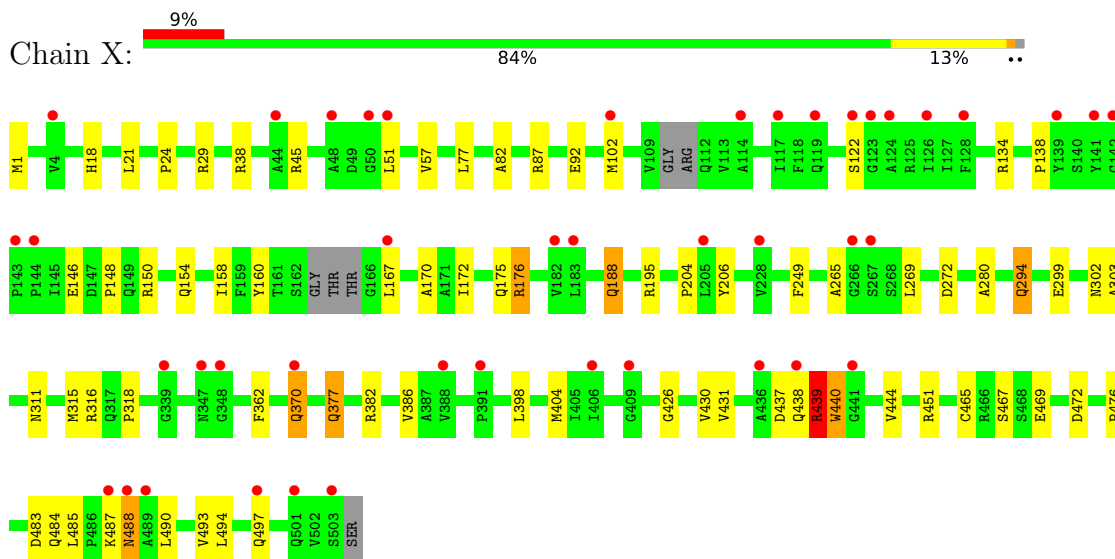 9%
Chain X:
84% 13% ••
M1 V4 H18 L21 P24 R29 R38 A44 R45 A48 D49 G50 L51 V57 L77 A82 R87 E92 M102 V109 GLY ARG Q112 V113 A114 I117 F118 Q119 S122 G123 A124 R125 I126 I127 F128 R134 P138 Y139 S140 Y141 G142
P143 P144 I145 E146 D147 P148 Q149 R150 Q154 I158 F159 Y160 T161 S162 GLY THR THR G166 L167 A170 A171 I172 Q175 R176 V182 L183 Q188 R195 P204 L205 Y206 V228 F249 A265 G266 S267 S268 L269 D272 A280 Q294 E299 N302 A303
N311 M315 R316 Q317 P318 G339 N347 G348 F362 Q370 Q377 R382 V386 A387 V388 P391 L398 M404 I405 I406 G409 G426 V430 V431 A436 D437 Q438 R439 W440 G441 V444 R451 C465 R466 S467 S468 E469 D472
D483 Q484 L485 P486 K487 N488 A489 L490 V493 L494 Q497 Q501 V502 S503 SER